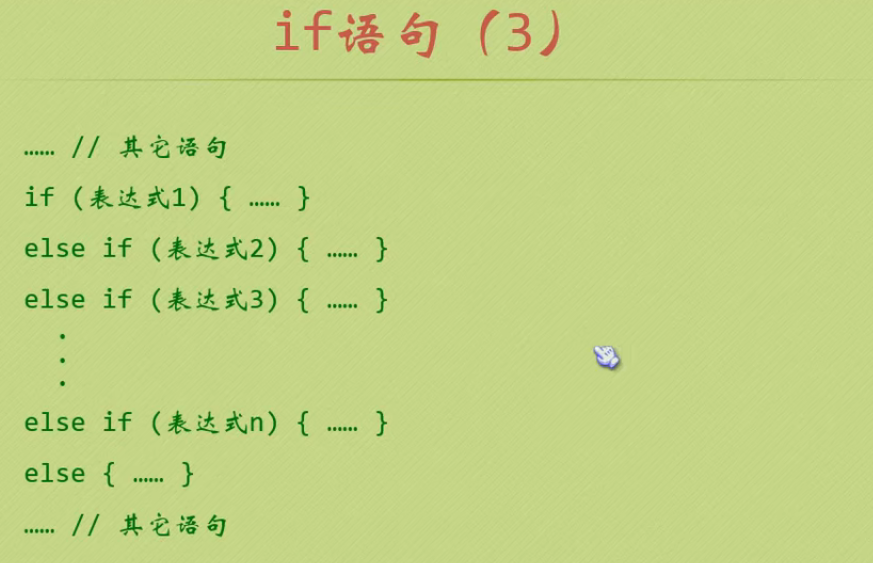 if语句（3）
…… // 其它语句
if (表达式1) { …… }
else if (表达式2) { …… }
else if (表达式3) { …… }
.
.
.
else if (表达式n) { …… }
else { …… }
…… // 其它语句